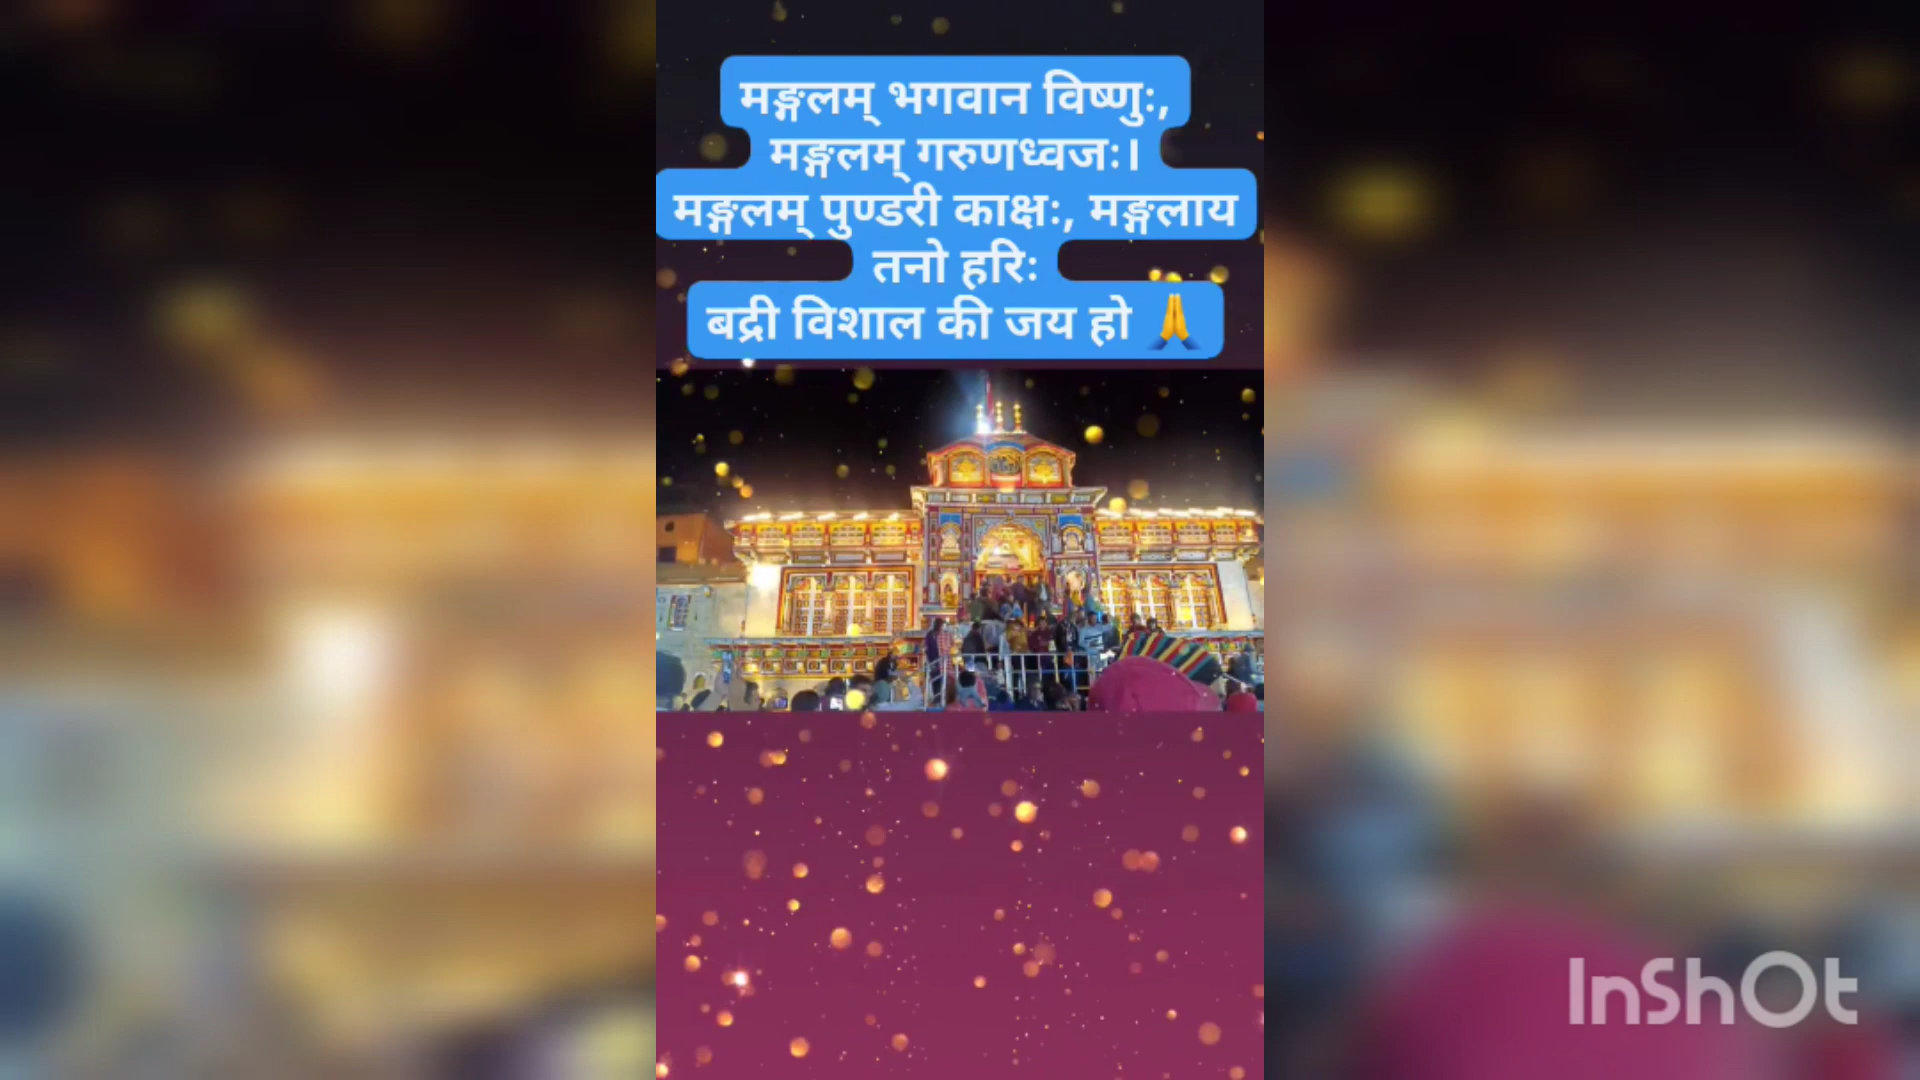 मङ्गलम् भगवान विष्णुः,
मङ्गलम् गरुणध्वजः।
मङ्गलम् पुण्डरी काक्षः, मङ्गलाय
तनो हरिः
बद्री विशाल की जय हो 🙏
InShOt